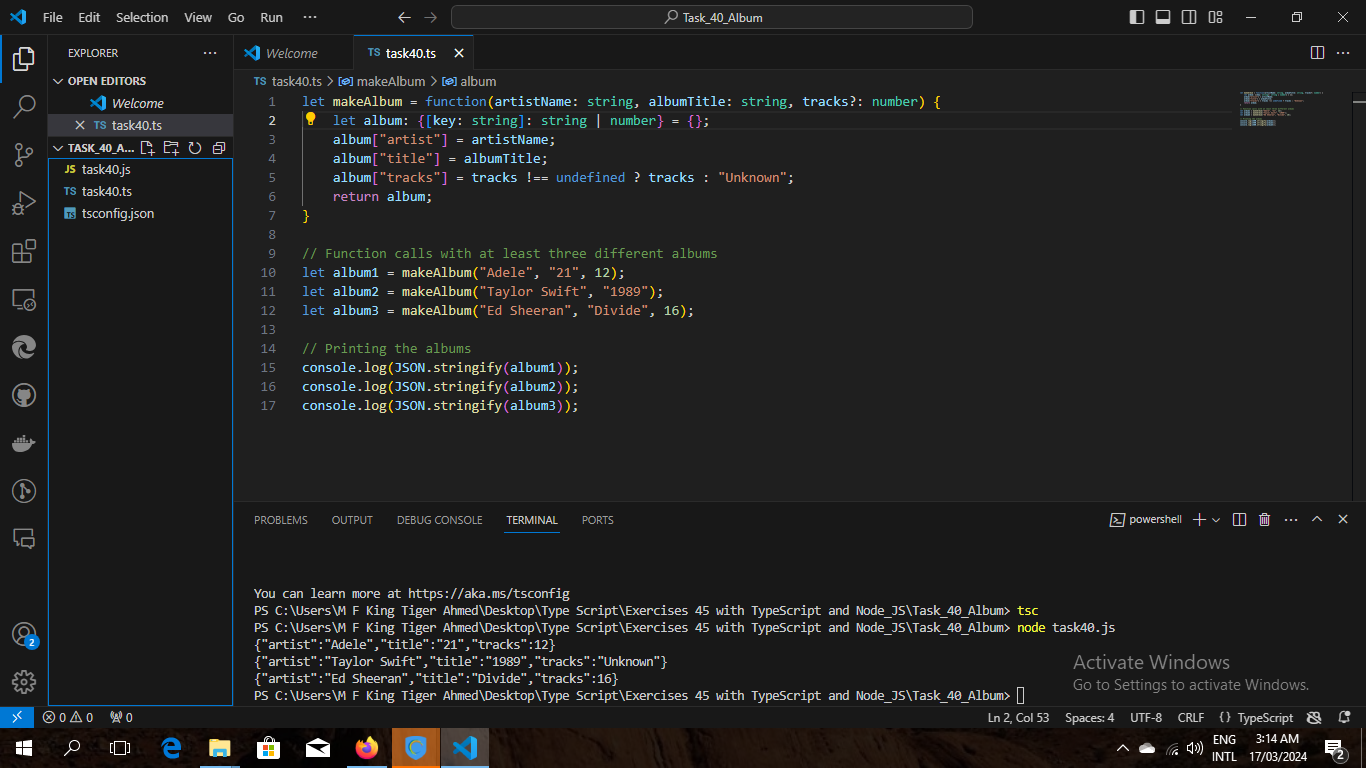 File Edit Selection View Go Run ··· Task_40_Album
EXPLORER ···
OPEN EDITORS
Welcome
TS task40.ts
TASK_40_A...
JS task40.js
TS task40.ts
TS tsconfig.json
Welcome TS task40.ts
TS task40.ts > makeAlbum > album
1 let makeAlbum = function(artistName: string, albumTitle: string, tracks?: number) {
2 let album: {[key: string]: string | number} = {};
3 album["artist"] = artistName;
4 album["title"] = albumTitle;
5 album["tracks"] = tracks !== undefined ? tracks : "Unknown";
6 return album;
7 }
8
9 // Function calls with at least three different albums
10 let album1 = makeAlbum("Adele", "21", 12);
11 let album2 = makeAlbum("Taylor Swift", "1989");
12 let album3 = makeAlbum("Ed Sheeran", "Divide", 16);
13
14 // Printing the albums
15 console.log(JSON.stringify(album1));
16 console.log(JSON.stringify(album2));
17 console.log(JSON.stringify(album3));
PROBLEMS OUTPUT DEBUG CONSOLE TERMINAL PORTS powershell
You can learn more at https://aka.ms/tsconfig
PS C:\Users\M F King Tiger Ahmed\Desktop\Type Script\Exercises 45 with TypeScript and Node_JS\Task_40_Album> tsc
PS C:\Users\M F King Tiger Ahmed\Desktop\Type Script\Exercises 45 with TypeScript and Node_JS\Task_40_Album> node task40.js
{"artist":"Adele","title":"21","tracks":12}
{"artist":"Taylor Swift","title":"1989","tracks":"Unknown"}
{"artist":"Ed Sheeran","title":"Divide","tracks":16}
PS C:\Users\M F King Tiger Ahmed\Desktop\Type Script\Exercises 45 with TypeScript and Node_JS\Task_40_Album>
Activate Windows
Go to Settings to activate Windows.
2
0 0 0 Ln 2, Col 53 Spaces: 4 UTF-8 CRLF {} TypeScript
ENG 3:14 AM
INTL 17/03/2024 2